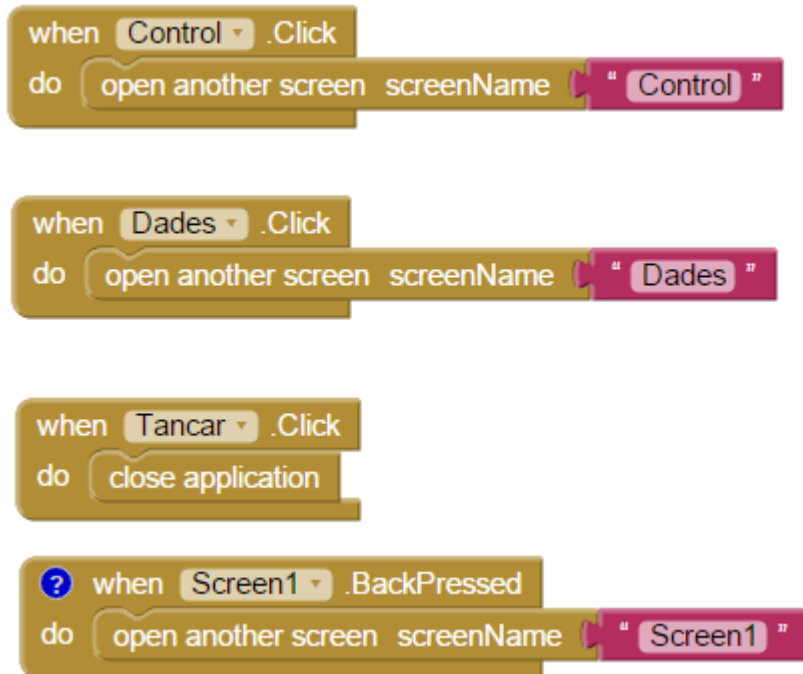 when Control .Click
do open another screen screenName " Control "
when Dades .Click
do open another screen screenName " Dades "
when Tancar .Click
do close application
? when Screen1 .BackPressed
do open another screen screenName " Screen1 "